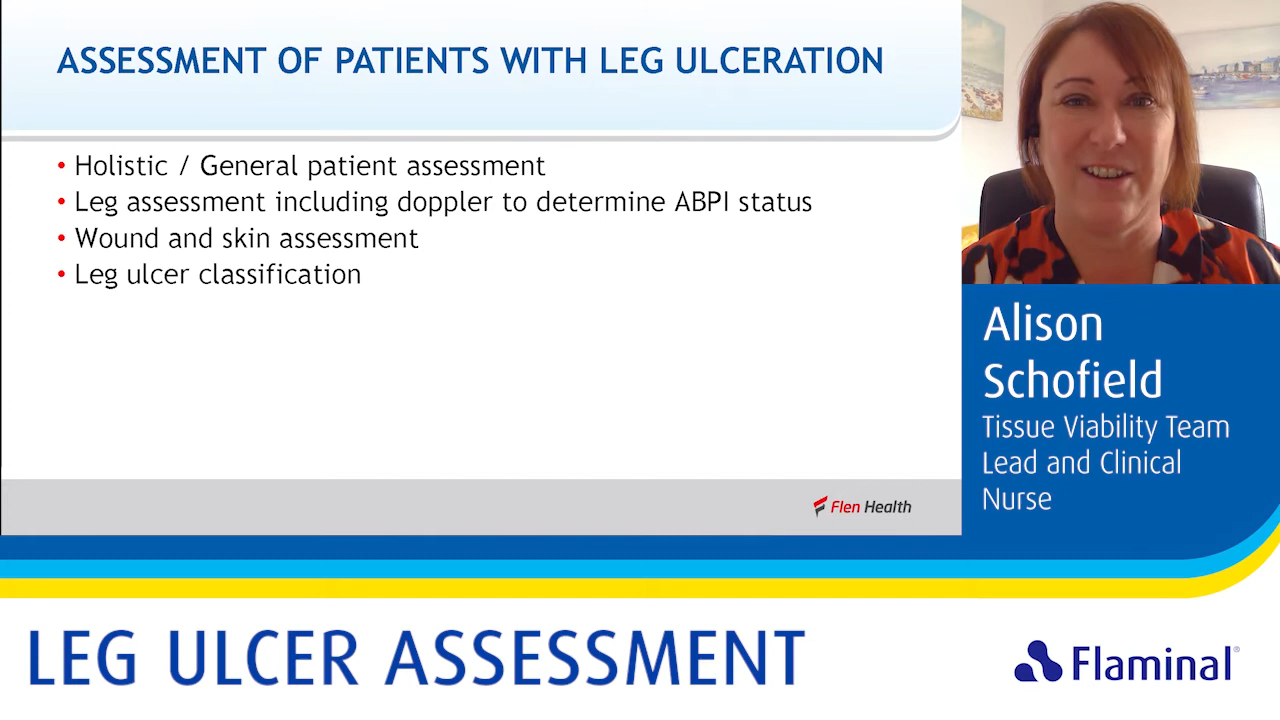 ASSESSMENT OF PATIENTS WITH LEG ULCERATION
• Holistic / General patient assessment
• Leg assessment including doppler to determine ABPI status
• Wound and skin assessment
• Leg ulcer classification
Flen Health
Alison
Schofield
Tissue Viability Team
Lead and Clinical
Nurse
LEG ULCER ASSESSMENT
Flaminal®